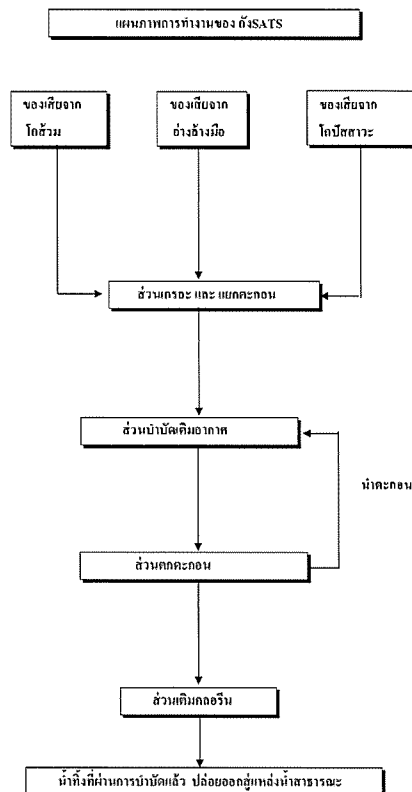 แผนภาพการทำงานของ ถังSATS
ของเสียจาก
โถส้วม
ของเสียจาก
อ่างล้างมือ
ของเสียจาก
โถปัสสาวะ
ส่วนเกรอะ และ แยกตะกอน
ส่วนบำบัดเติมอากาศ
นำตะกอน
ส่วนตกตะกอน
ส่วนเติมคลอรีน
น้ำทิ้งที่ผ่านการบำบัดแล้ว ปล่อยออกสู่แหล่งน้ำสาธารณะ